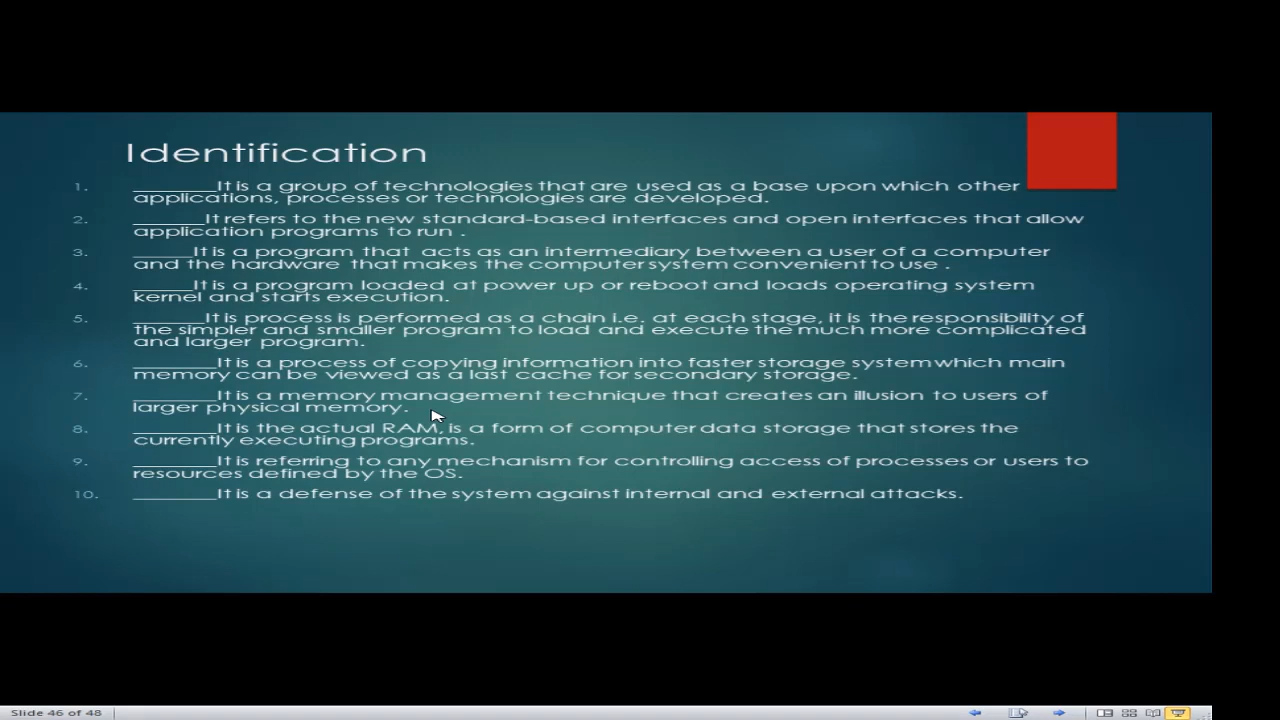 Identification
1. _______It is a group of technologies that are used as a base upon which other
applications, processes or technologies are developed.
2. ______It refers to the new standard-based interfaces and open interfaces that allow
application programs to run .
3. _____It is a program that acts as an intermediary between a user of a computer
and the hardware that makes the computer system convenient to use .
4. _____It is a program loaded at power up or reboot and loads operating system
kernel and starts execution.
5. ______It is process is performed as a chain i.e. at each stage, it is the responsibility of
the simpler and smaller program to load and execute the much more complicated
and larger program.
6. _______It is a process of copying information into faster storage system which main
memory can be viewed as a last cache for secondary storage.
7. _______It is a memory management technique that creates an illusion to users of
larger physical memory.
8. _______It is the actual RAM, is a form of computer data storage that stores the
currently executing programs.
9. _______It is referring to any mechanism for controlling access of processes or users to
resources defined by the OS.
10. _______It is a defense of the system against internal and external attacks.
Slide 46 of 48